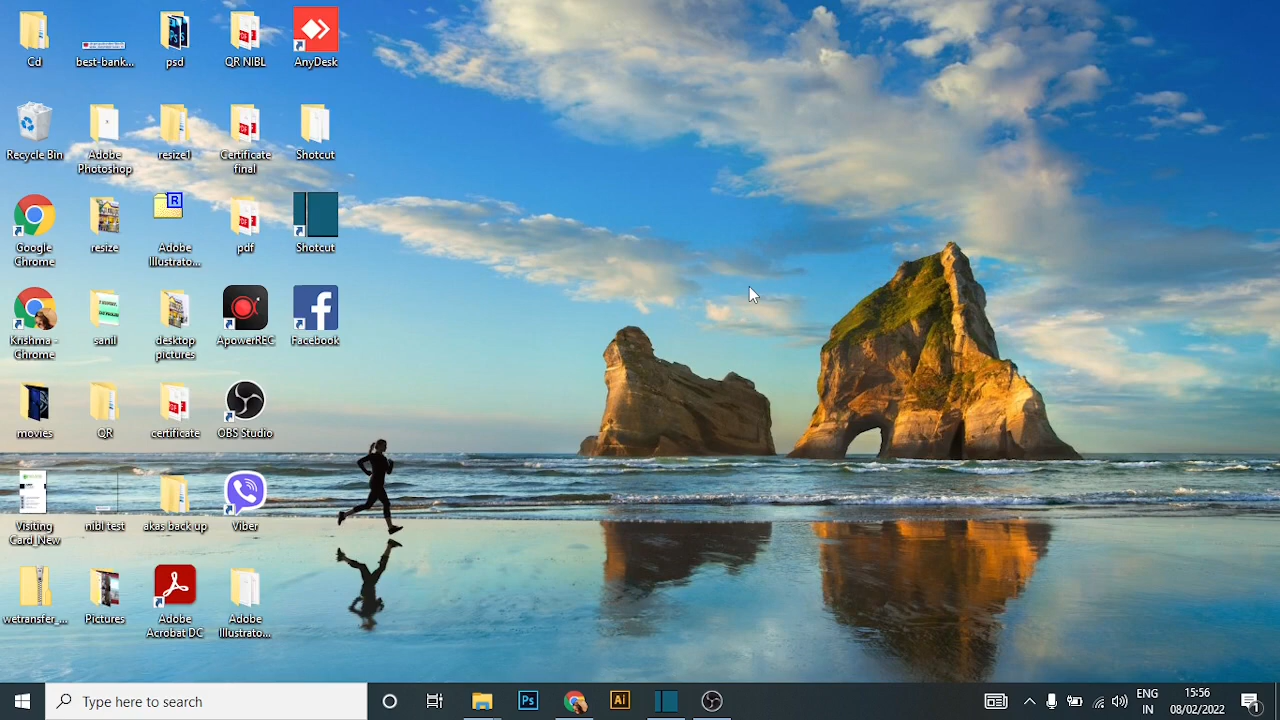 Cd
best-bank...
psd
QR NIBL
AnyDesk
Recycle Bin
Adobe
Photoshop
resize1
Certificate
final
Shotcut
Google
Chrome
resize
R
Adobe
Illustrato...
pdf
Shotcut
Krishma -
Chrome
sanil
desktop
pictures
ApowerREC
Facebook
movies
QR
certificate
OBS Studio
Visiting
Card_New
nibl test
akas back up
Viber
wetransfer_...
Pictures
Adobe
Acrobat DC
Adobe
Illustrato...
Type here to search
Ps
Ai
ENG
IN
15:56
08/02/2022
1